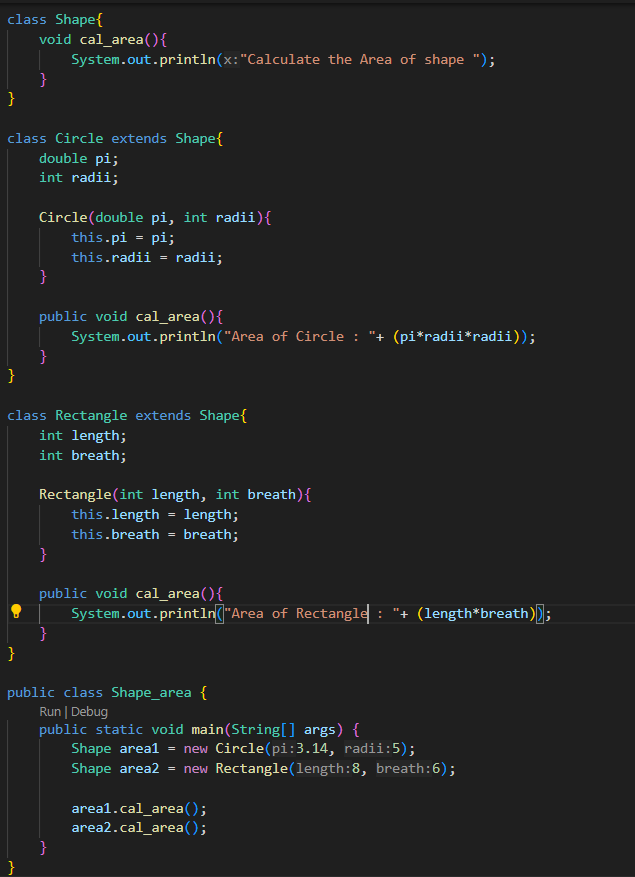 class Shape{
    void cal_area(){
        System.out.println(x:"Calculate the Area of shape ");
    }
}

class Circle extends Shape{
    double pi;
    int radii;

    Circle(double pi, int radii){
        this.pi = pi;
        this.radii = radii;
    }

    public void cal_area(){
        System.out.println("Area of Circle : "+ (pi*radii*radii));
    }
}

class Rectangle extends Shape{
    int length;
    int breath;

    Rectangle(int length, int breath){
        this.length = length;
        this.breath = breath;
    }

    public void cal_area(){
        System.out.println("Area of Rectangle : "+ (length*breath));
    }
}

public class Shape_area {
    Run | Debug
    public static void main(String[] args) {
        Shape area1 = new Circle(pi:3.14, radii:5);
        Shape area2 = new Rectangle(length:8, breath:6);

        area1.cal_area();
        area2.cal_area();
    }
}